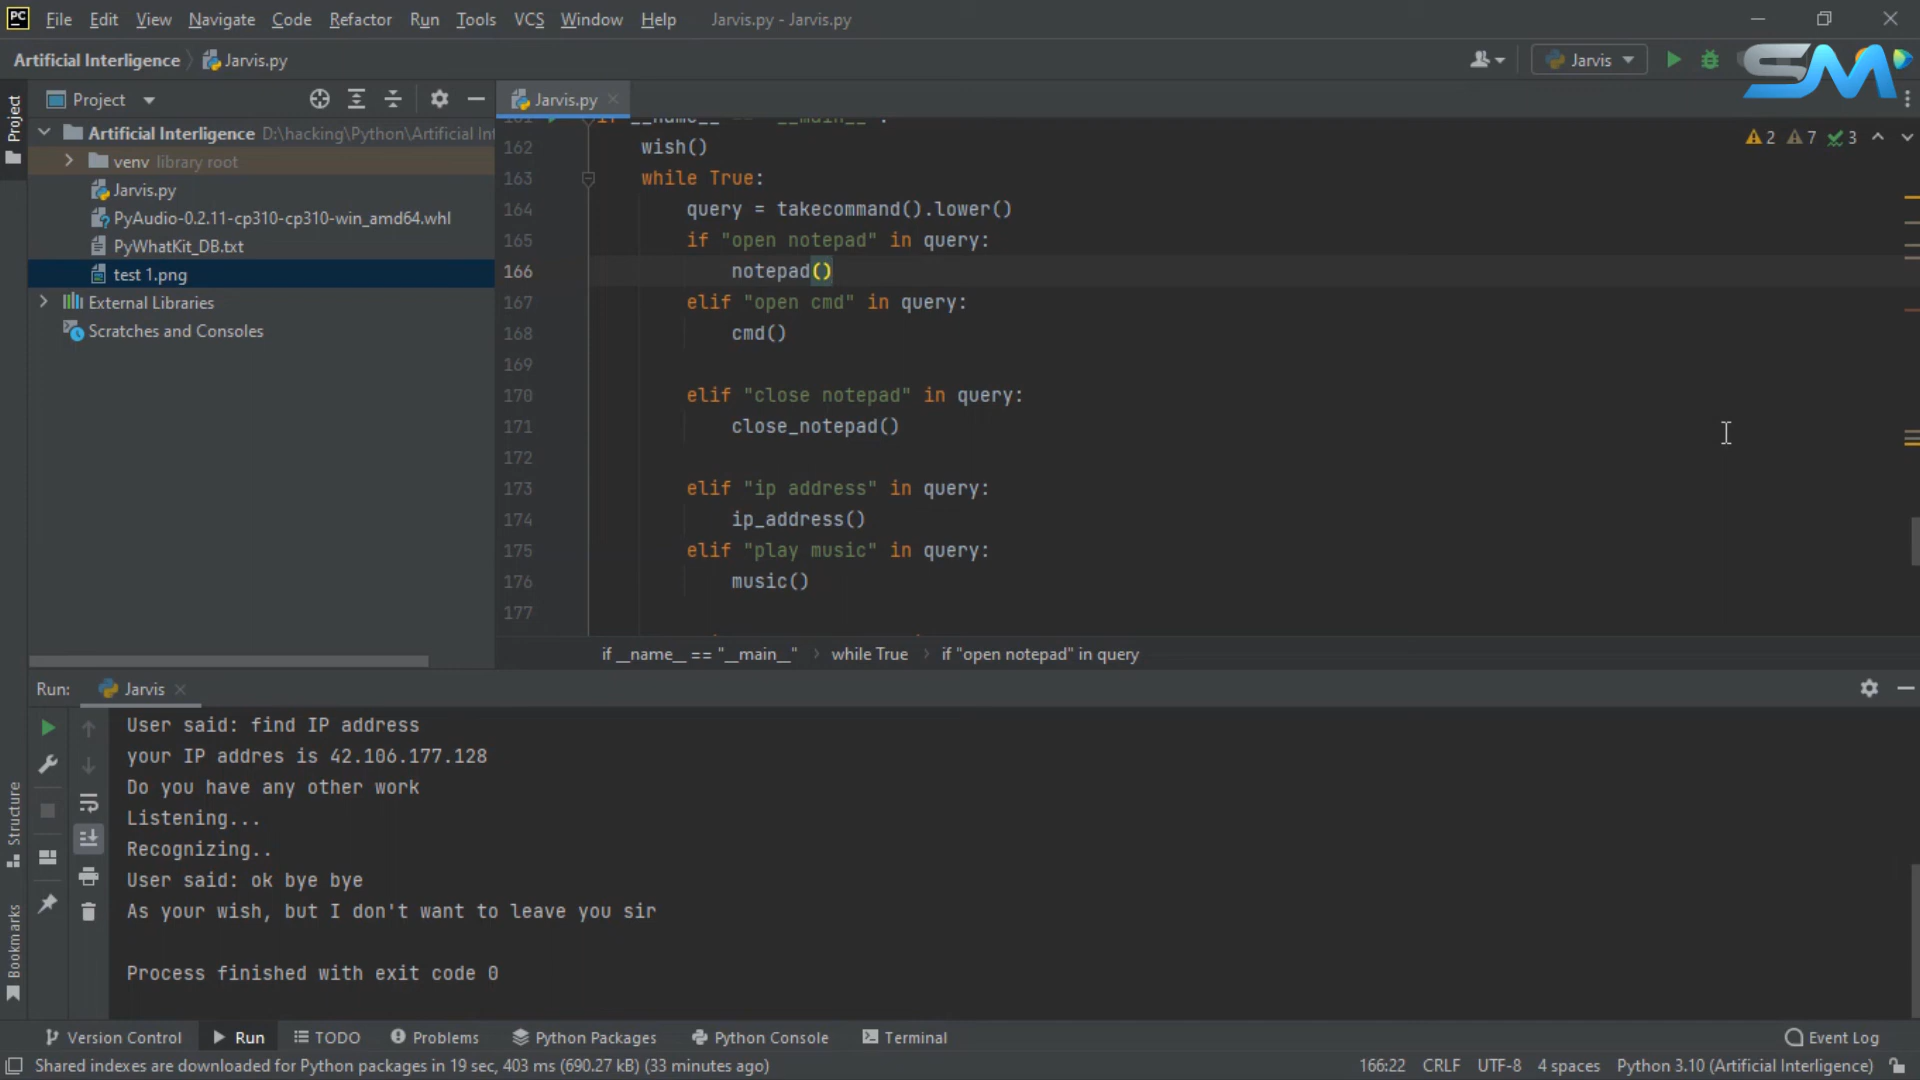 PC File Edit View Navigate Code Refactor Run Tools VCS Window Help Jarvis.py - Jarvis.py
Artificial Interligence Jarvis.py
Jarvis
SM
Project
Project
Jarvis.py
Artificial Interligence D:\hacking\Python\Artificial Int
venv library root
Jarvis.py
PyAudio-0.2.11-cp310-cp310-win_amd64.whl
PyWhatKit_DB.txt
test 1.png
External Libraries
Scratches and Consoles
2 7 3
162 wish()
163 while True:
164 query = takecommand().lower()
165 if "open notepad" in query:
166 notepad()
167 elif "open cmd" in query:
168 cmd()
169
170 elif "close notepad" in query:
171 close_notepad()
172
173 elif "ip address" in query:
174 ip_address()
175 elif "play music" in query:
176 music()
177
if __name__ == "__main__" while True if "open notepad" in query
Run: Jarvis
User said: find IP address
your IP addres is 42.106.177.128
Do you have any other work
Listening...
Recognizing..
User said: ok bye bye
As your wish, but I don't want to leave you sir
Process finished with exit code 0
Structure
Bookmarks
Version Control Run TODO Problems Python Packages Python Console Terminal Event Log
Shared indexes are downloaded for Python packages in 19 sec, 403 ms (690.27 kB) (33 minutes ago) 166:22 CRLF UTF-8 4 spaces Python 3.10 (Artificial Interligence)